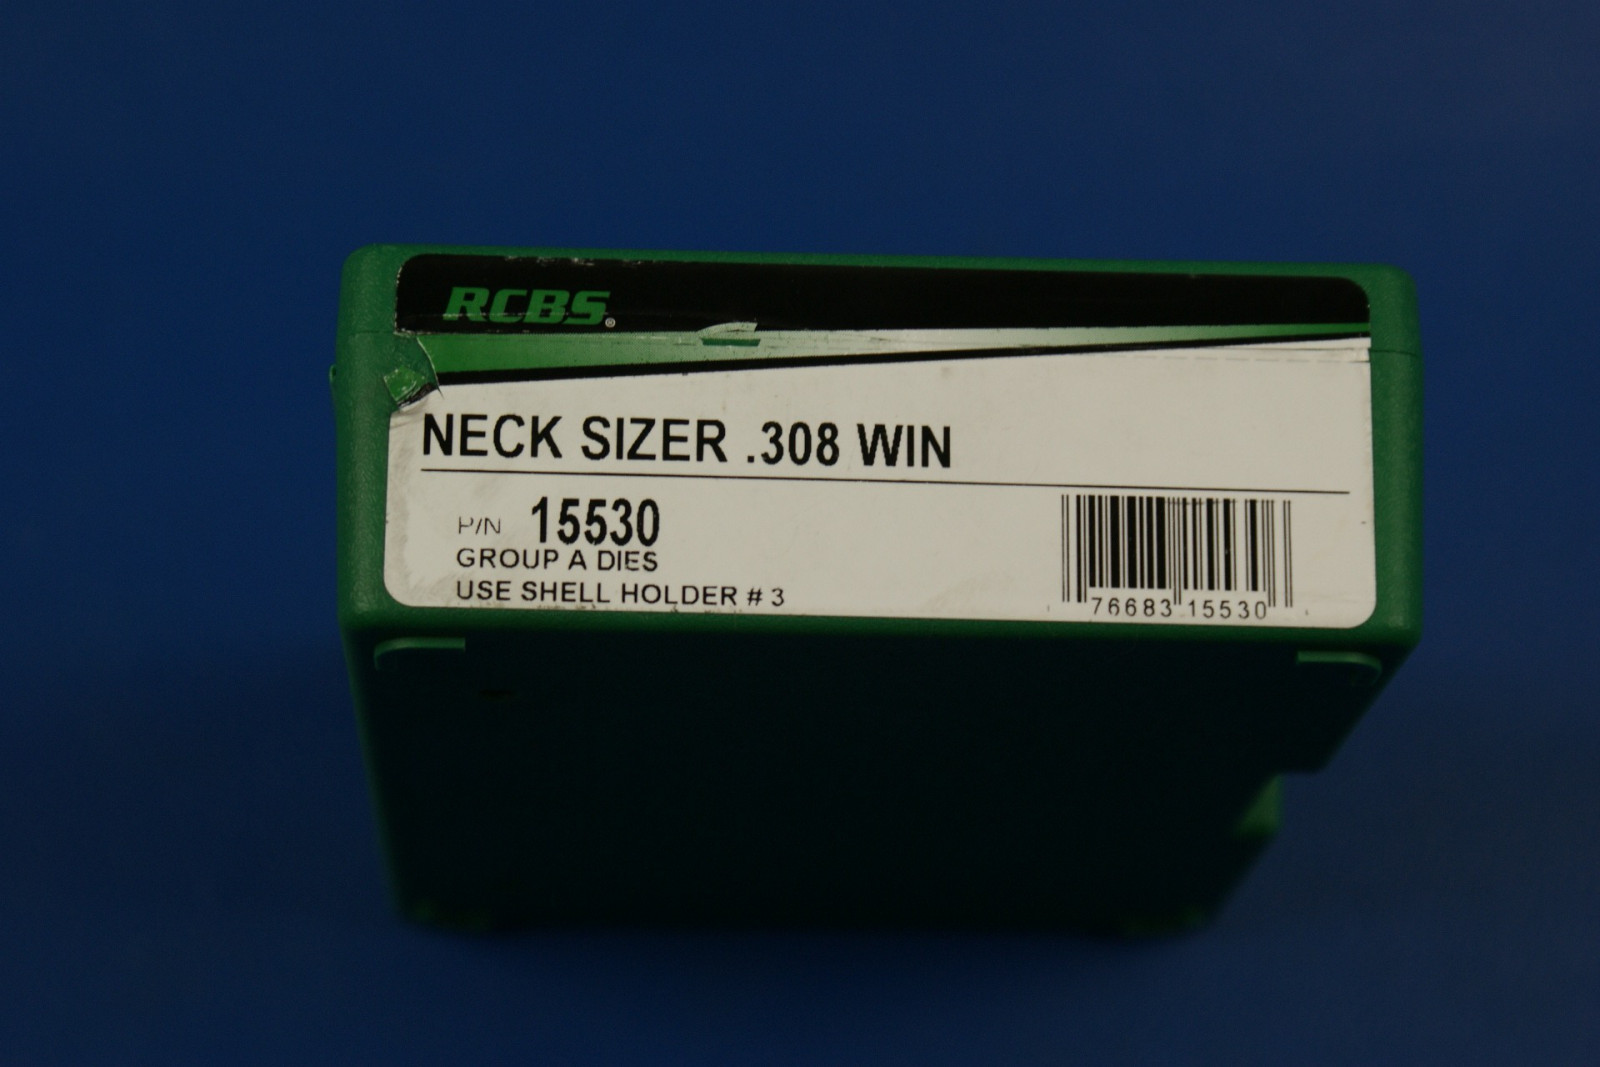 RCBS®
NECK SIZER .308 WIN
P/N 15530
GROUP A DIES
USE SHELL HOLDER # 3
76683 15530